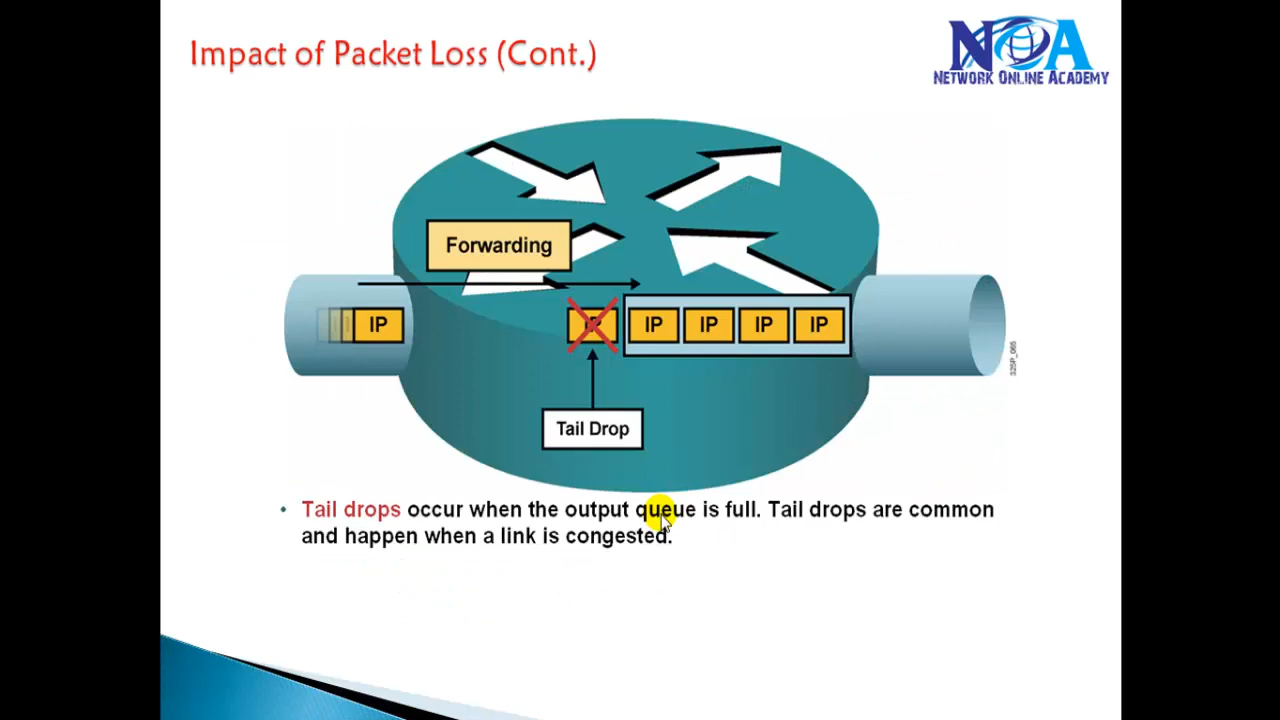 Impact of Packet Loss (Cont.)
NOA
NETWORK ONLINE ACADEMY
Forwarding
IP
IP
IP
IP
IP
IP
325P_065
Tail Drop
• Tail drops occur when the output queue is full. Tail drops are common
and happen when a link is congested.